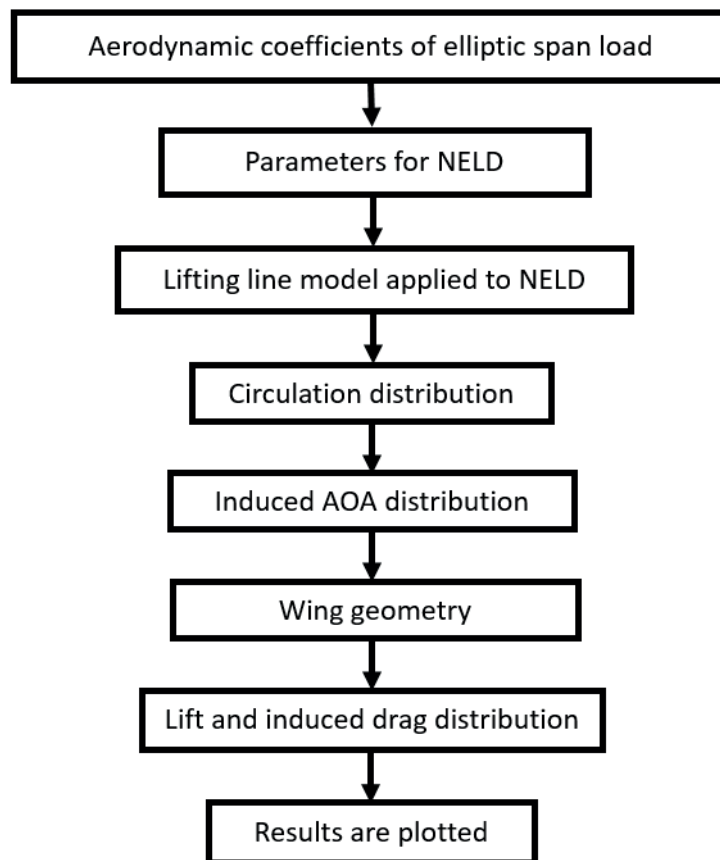 Aerodynamic coefficients of elliptic span load
Parameters for NELD
Lifting line model applied to NELD
Circulation distribution
Induced AOA distribution
Wing geometry
Lift and induced drag distribution
Results are plotted